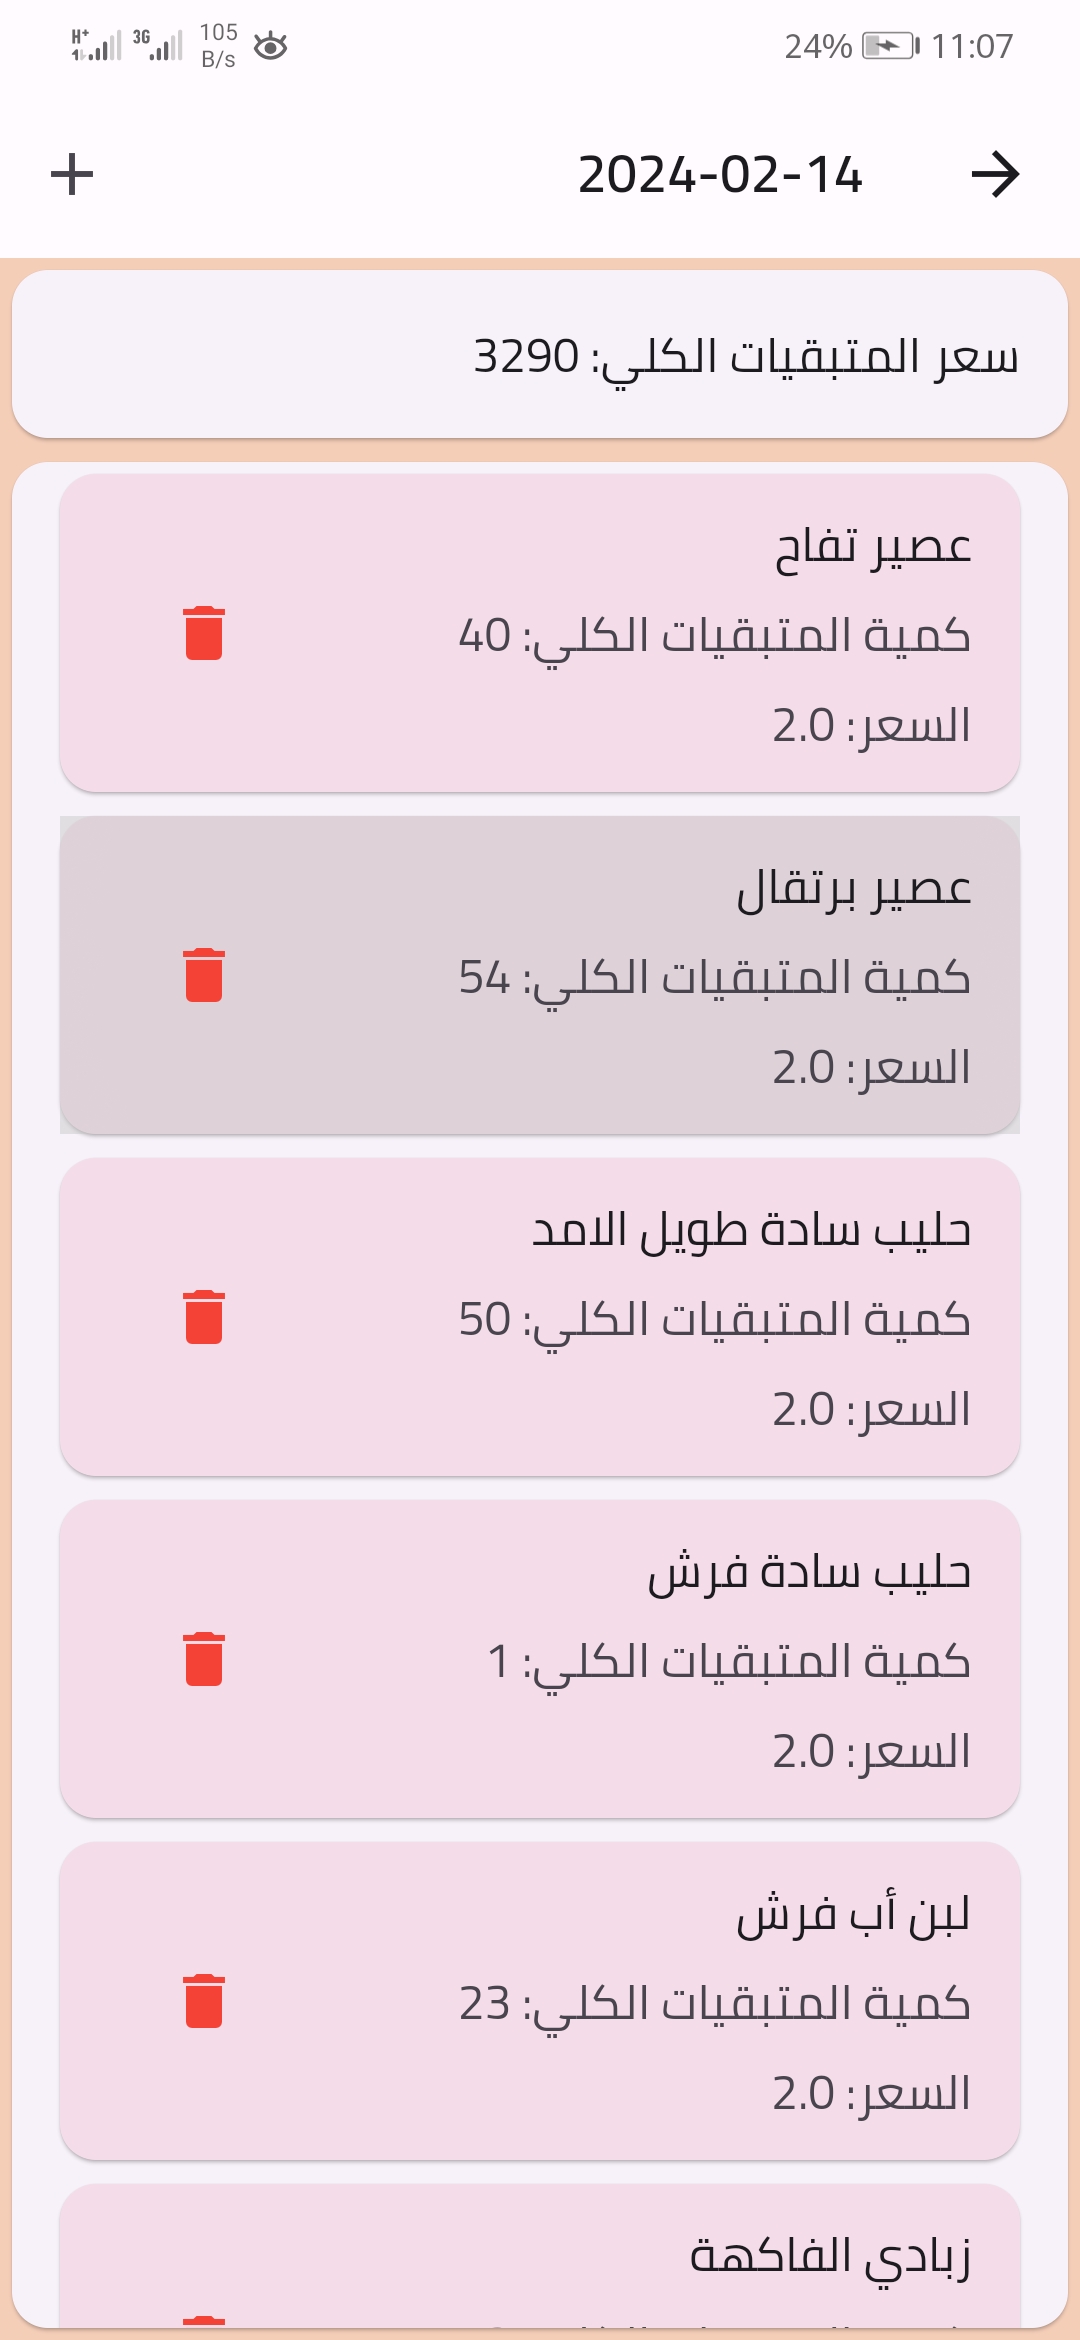 H+ 3G 105 B/s 24% 11:07
2024-02-14
سعر المتبقيات الكلي: 3290
عصير تفاح
كمية المتبقيات الكلي: 40
السعر: 2.0
عصير برتقال
كمية المتبقيات الكلي: 54
السعر: 2.0
حليب سادة طويل الامد
كمية المتبقيات الكلي: 50
السعر: 2.0
حليب سادة فرش
كمية المتبقيات الكلي: 1
السعر: 2.0
لبن أب فرش
كمية المتبقيات الكلي: 23
السعر: 2.0
زبادي الفاكهة